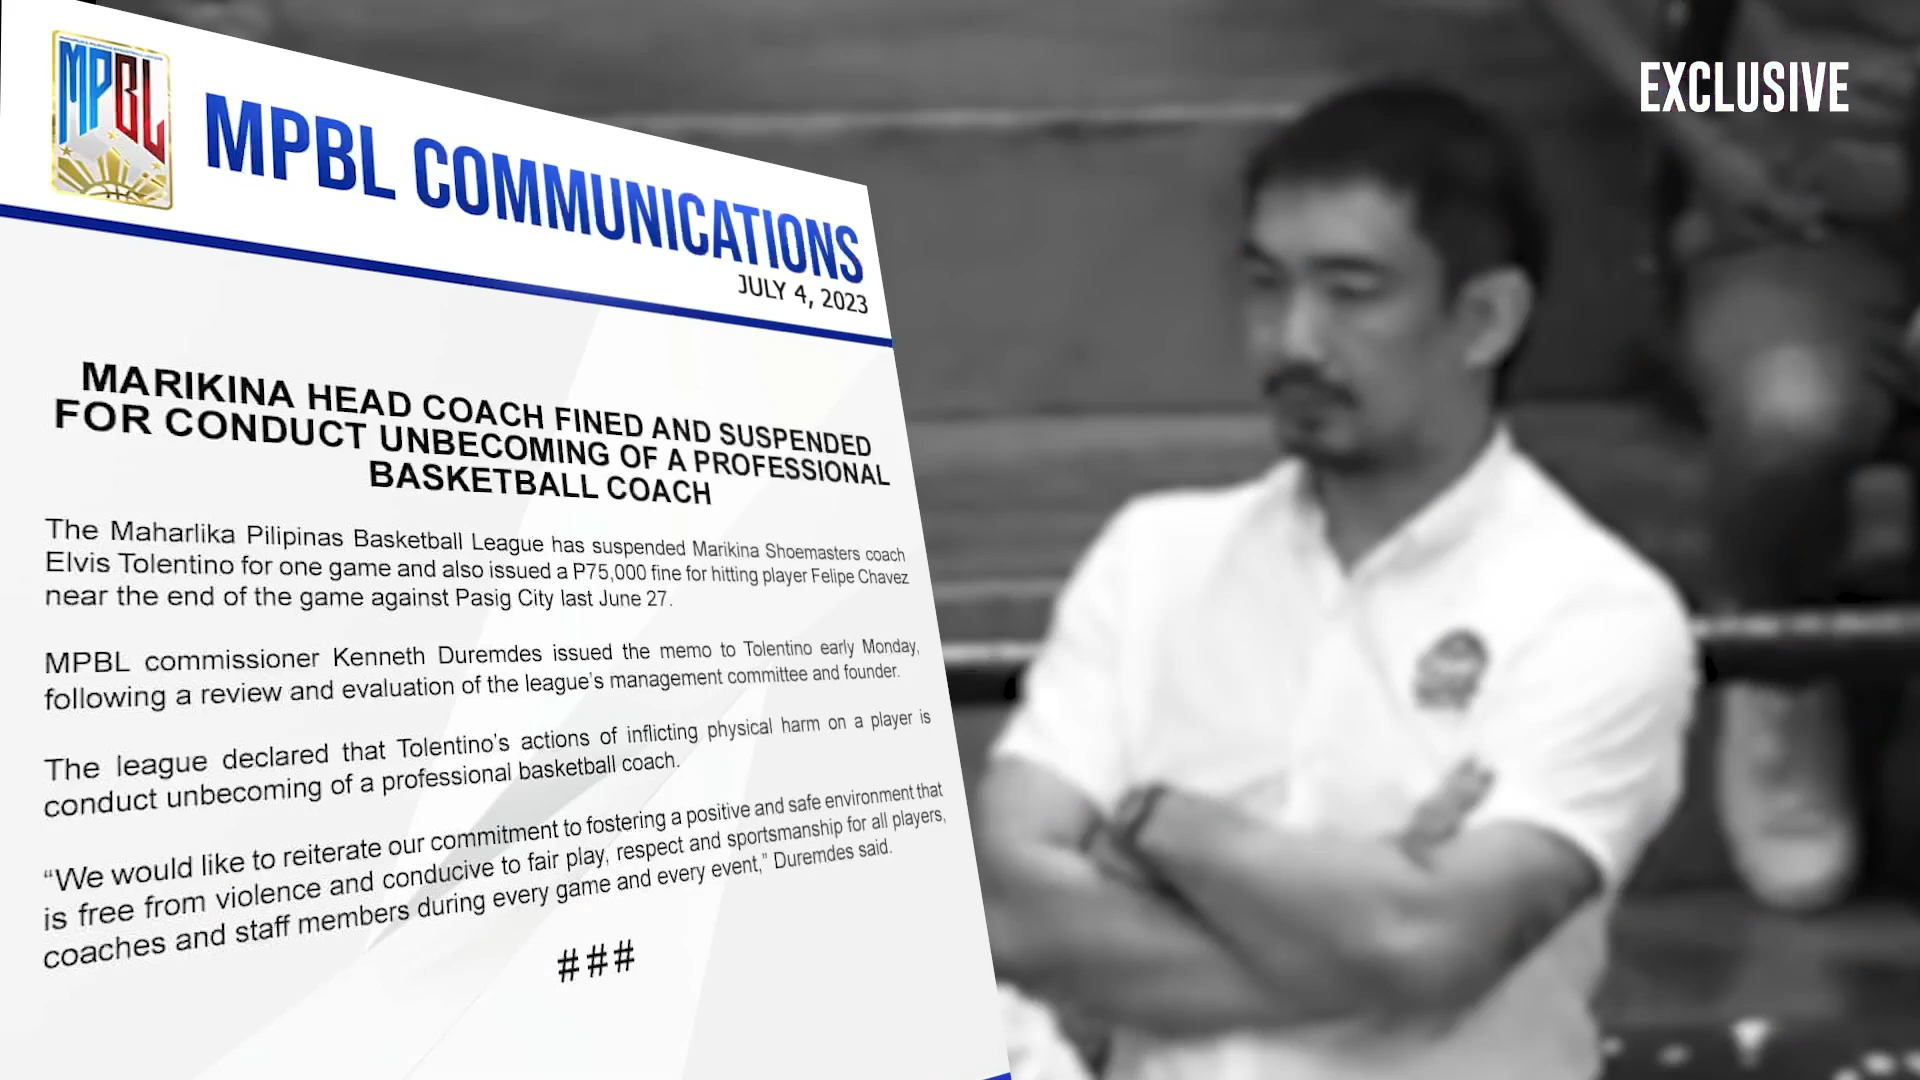 EXCLUSIVE
MPBL
MPBL COMMUNICATIONS
JULY 4, 2023
MARIKINA HEAD COACH FINED AND SUSPENDED
FOR CONDUCT UNBECOMING OF A PROFESSIONAL
BASKETBALL COACH
The Maharlika Pilipinas Basketball League has suspended Marikina Shoemasters coach
Elvis Tolentino for one game and also issued a P75,000 fine for hitting player Felipe Chavez
near the end of the game against Pasig City last June 27.
MPBL commissioner Kenneth Duremdes issued the memo to Tolentino early Monday,
following a review and evaluation of the league's management committee and founder.
The league declared that Tolentino's actions of inflicting physical harm on a player is
conduct unbecoming of a professional basketball coach.
“We would like to reiterate our commitment to fostering a positive and safe environment that
is free from violence and conducive to fair play, respect and sportsmanship for all players,
coaches and staff members during every game and every event,” Duremdes said.
###